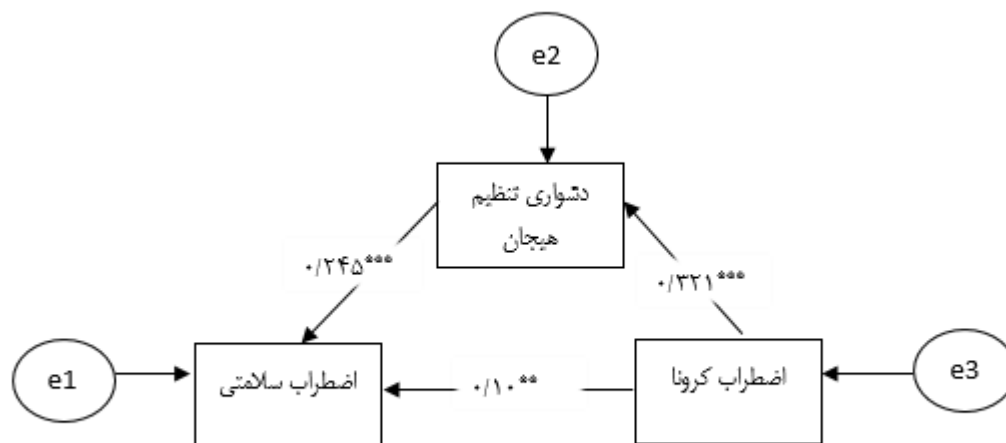 e2
دشواری تنظیم
هیجان
۰/۲۴۵***
۰/۳۲۱***
e1
اضطراب سلامتی
۰/۱۰**
اضطراب کرونا
e3